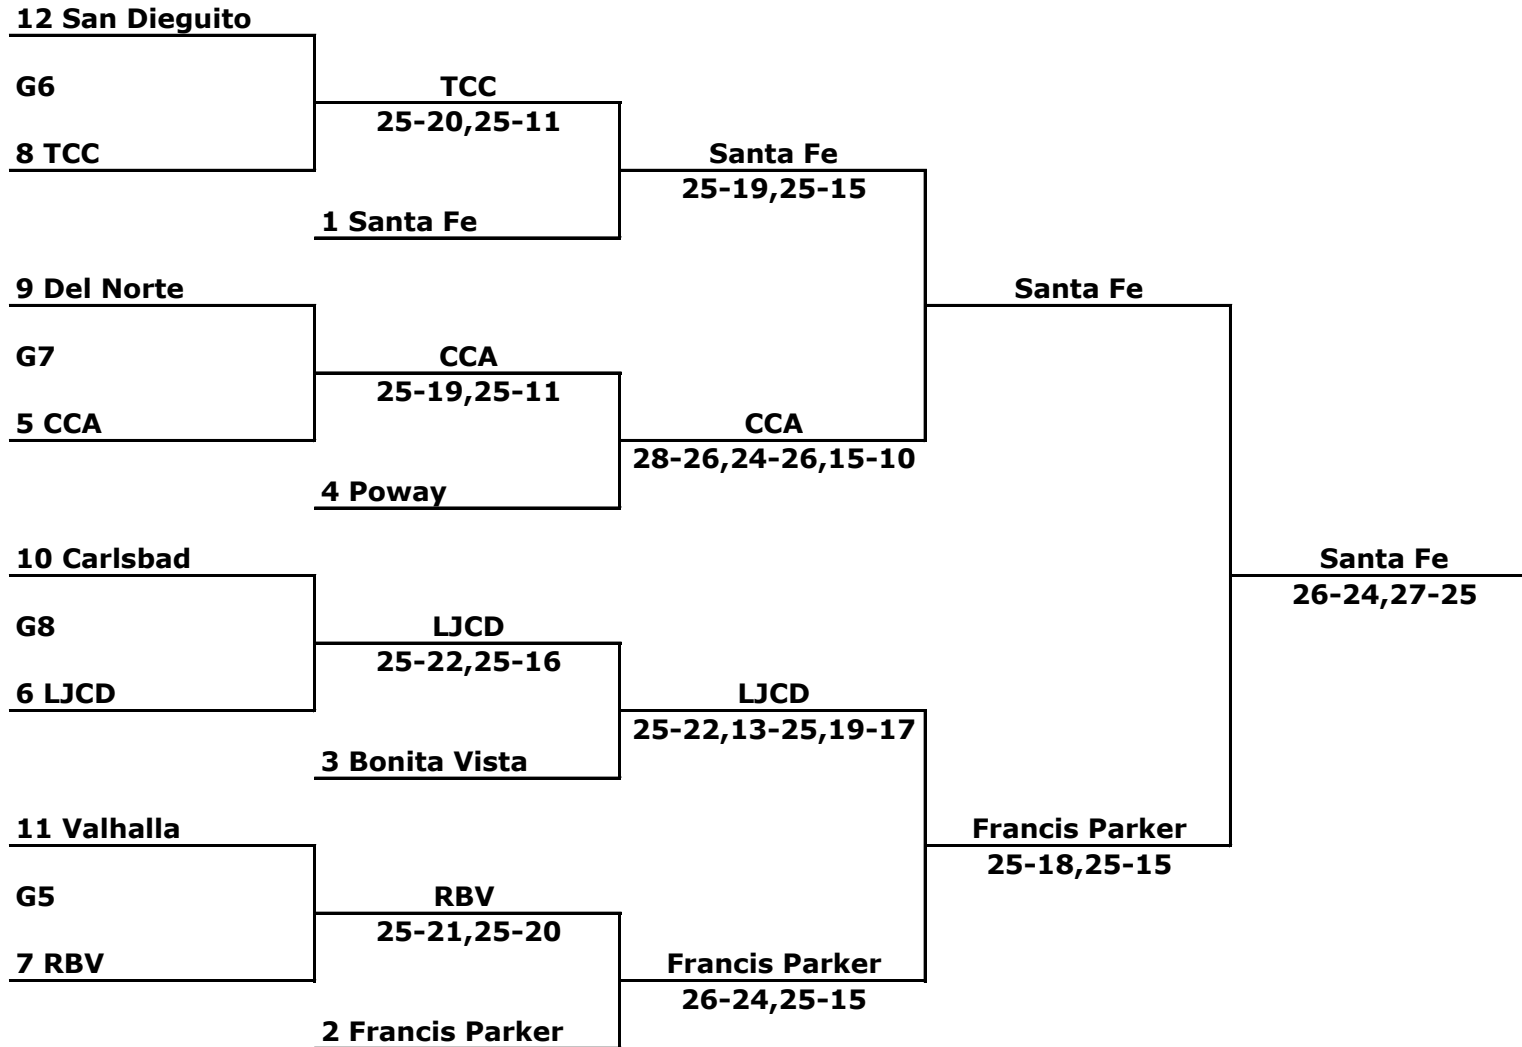 12 San Dieguito
G6
TCC
25-20,25-11
8 TCC
Santa Fe
25-19,25-15
1 Santa Fe
9 Del Norte
Santa Fe
G7
CCA
25-19,25-11
5 CCA
CCA
28-26,24-26,15-10
4 Poway
10 Carlsbad
Santa Fe
26-24,27-25
G8
LJCD
25-22,25-16
6 LJCD
LJCD
25-22,13-25,19-17
3 Bonita Vista
11 Valhalla
Francis Parker
25-18,25-15
G5
RBV
25-21,25-20
7 RBV
Francis Parker
26-24,25-15
2 Francis Parker